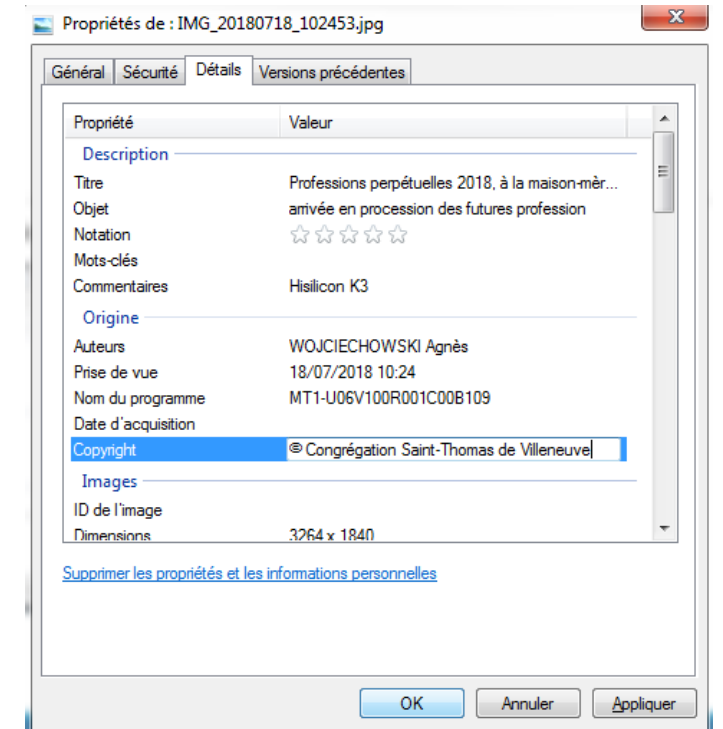 Propriétés de : IMG_20180718_102453.jpg
Général Sécurité Détails Versions précédentes
Propriété Valeur
Description
Titre Professions perpétuelles 2018, à la maison-mèr...
Objet arrivée en procession des futures profession
Notation
Mots-clés
Commentaires Hisilicon K3
Origine
Auteurs WOJCIECHOWSKI Agnès
Prise de vue 18/07/2018 10:24
Nom du programme MT1-U06V100R001C00B109
Date d'acquisition
Copyright © Congrégation Saint-Thomas de Villeneuve
Images
ID de l'image
Dimensions 3264 x 1840
Supprimer les propriétés et les informations personnelles
OK Annuler Appliquer